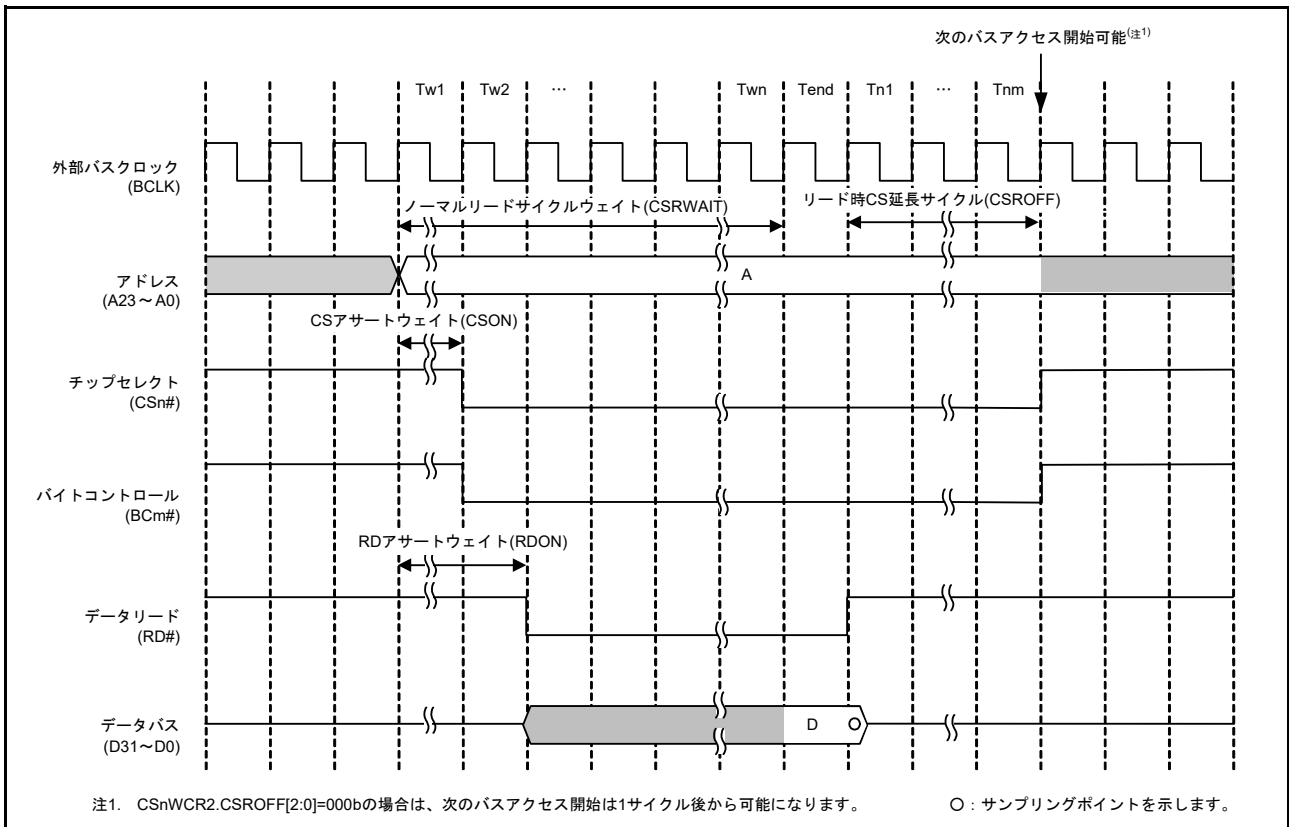 次のバスアクセス開始可能(注1)
Tw1 Tw2 … Twn Tend Tn1 … Tnm
外部バスクロック
(BCLK)
ノーマルリードサイクルウェイト(CSRWAIT)
リード時CS延長サイクル(CSROFF)
アドレス
(A23～A0)
A
CSアサートウェイト(CSON)
チップセレクト
(CSn#)
バイトコントロール
(BCm#)
RDアサートウェイト(RDON)
データリード
(RD#)
データバス
(D31～D0)
D
注1. CSnWCR2.CSROFF[2:0]=000bの場合は、次のバスアクセス開始は1サイクル後から可能になります。
○：サンプリングポイントを示します。